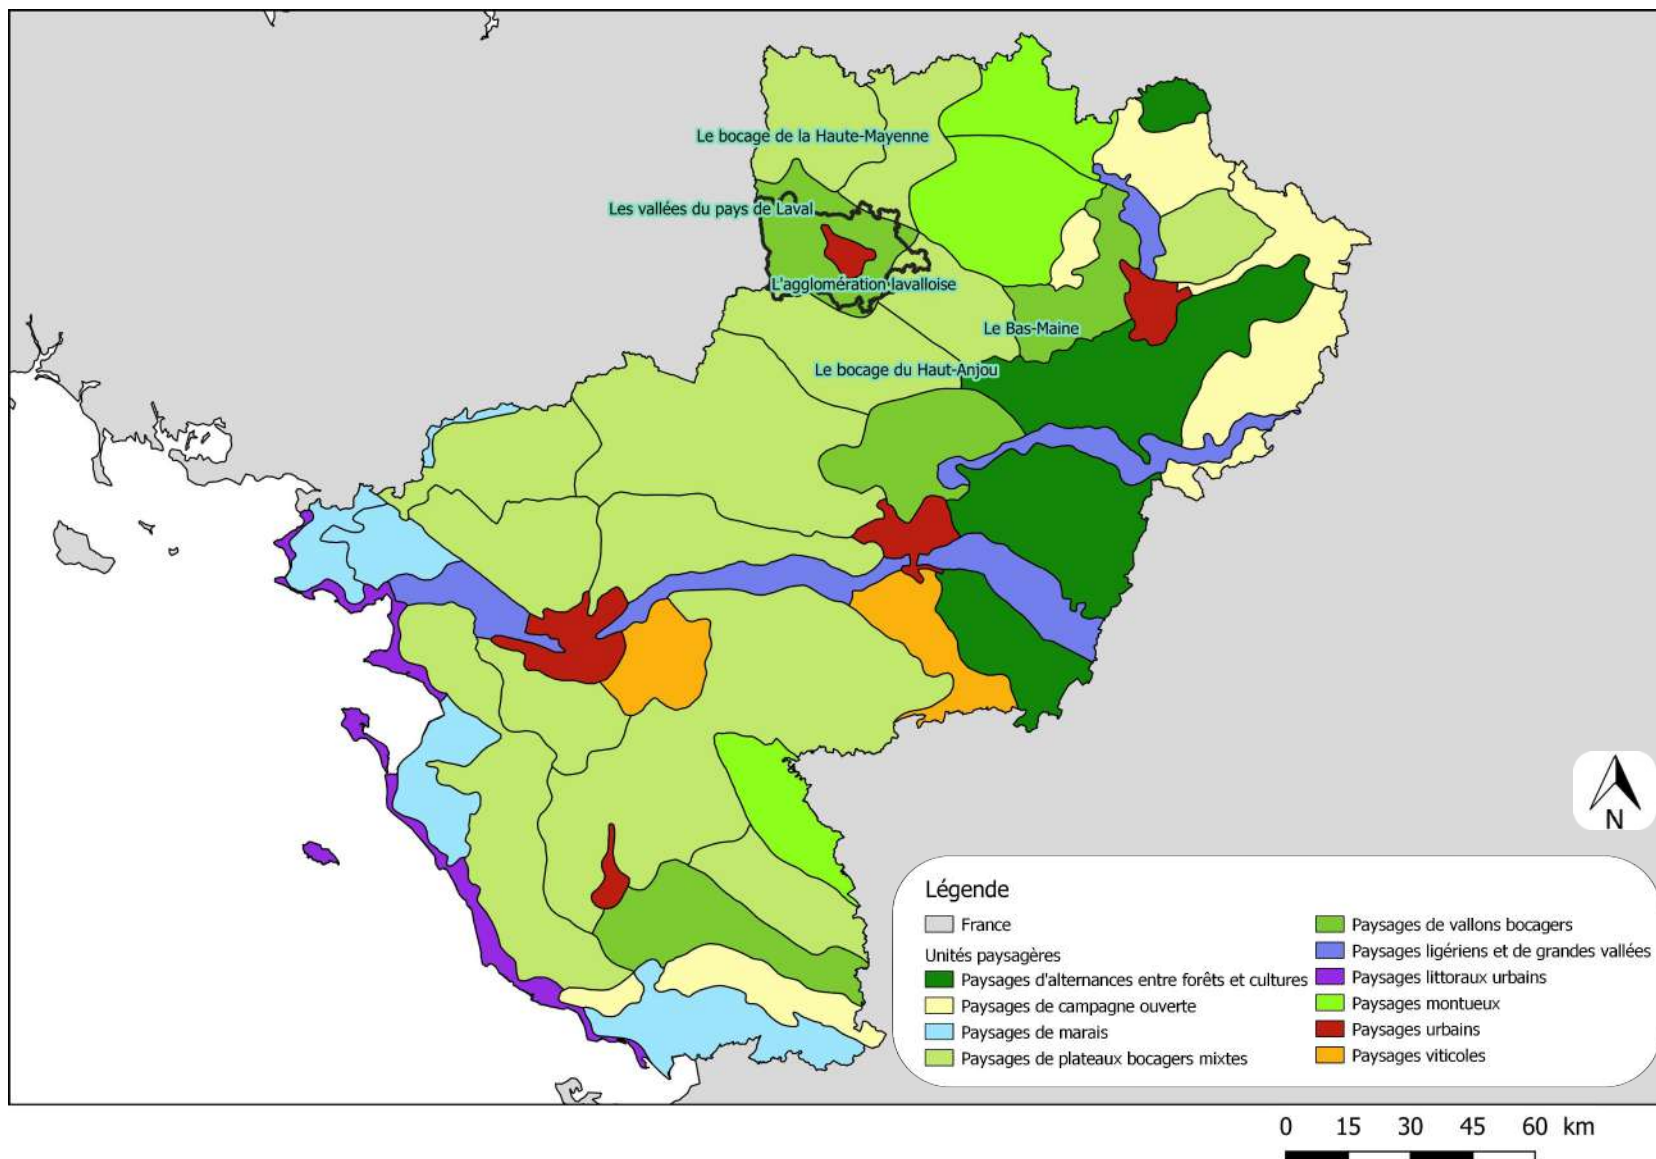 Le bocage de la Haute-Mayenne
Les vallées du pays de Laval
L'agglomération lavalloise
Le Bas-Maine
Le bocage du Haut-Anjou
N
Légende
France
Unités paysagère
Paysages d'alternances entre forêts et cultures
Paysages de campagne ouverte
Paysages de marais
Paysages de plateaux bocagers mixtes
Paysages de vallons bocagers
Paysages ligériens et de grandes vallées
Paysages littoraux urbains
Paysages montueux
Paysages urbains
Paysages viticoles
0 15 30 45 60 km